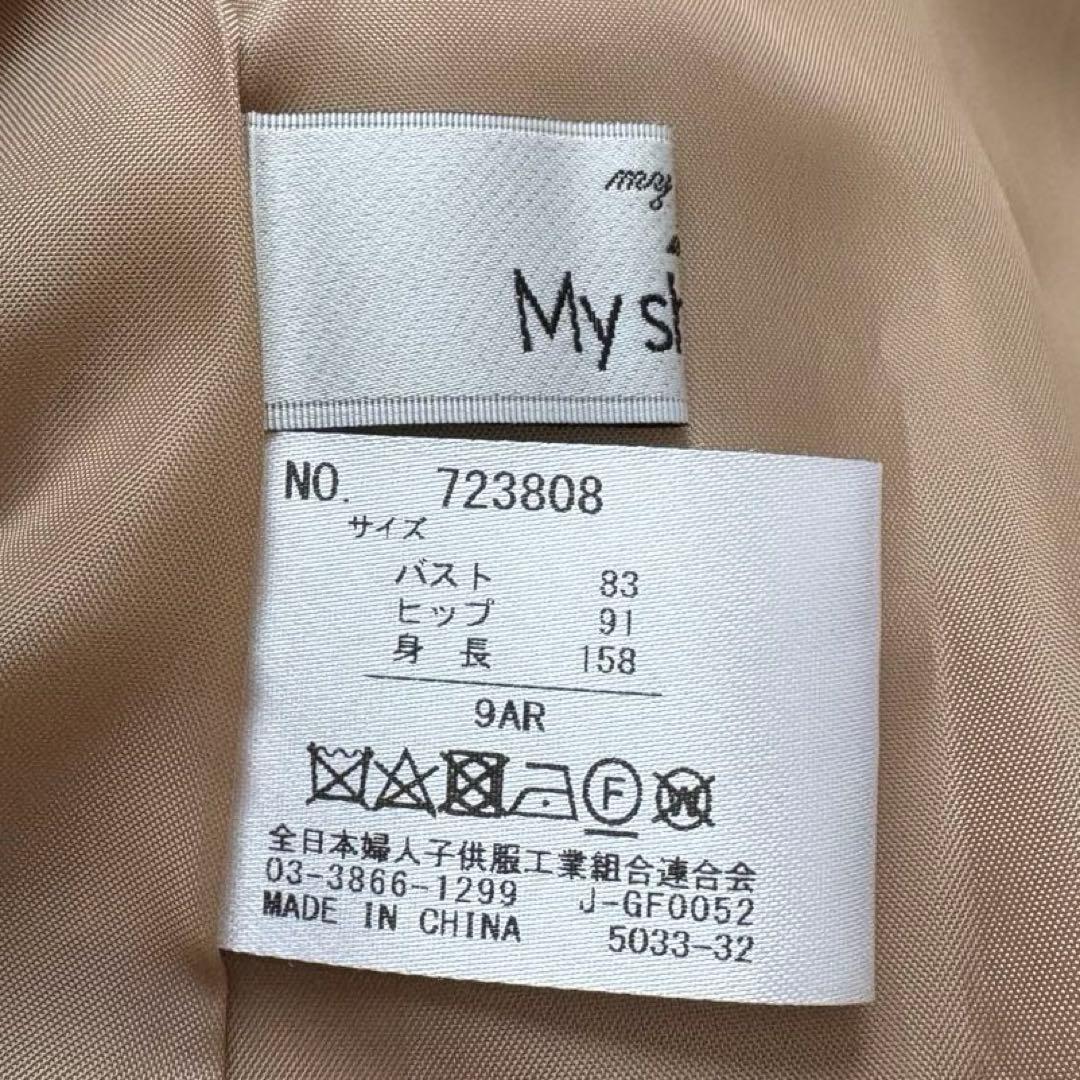 my
My sh
NO. 723808
サイズ
バスト 83
ヒップ 91
身 長 158
9AR
F W
全日本婦人子供服工業組合連合会
03-3866-1299 J-GF0052
MADE IN CHINA 5033-32